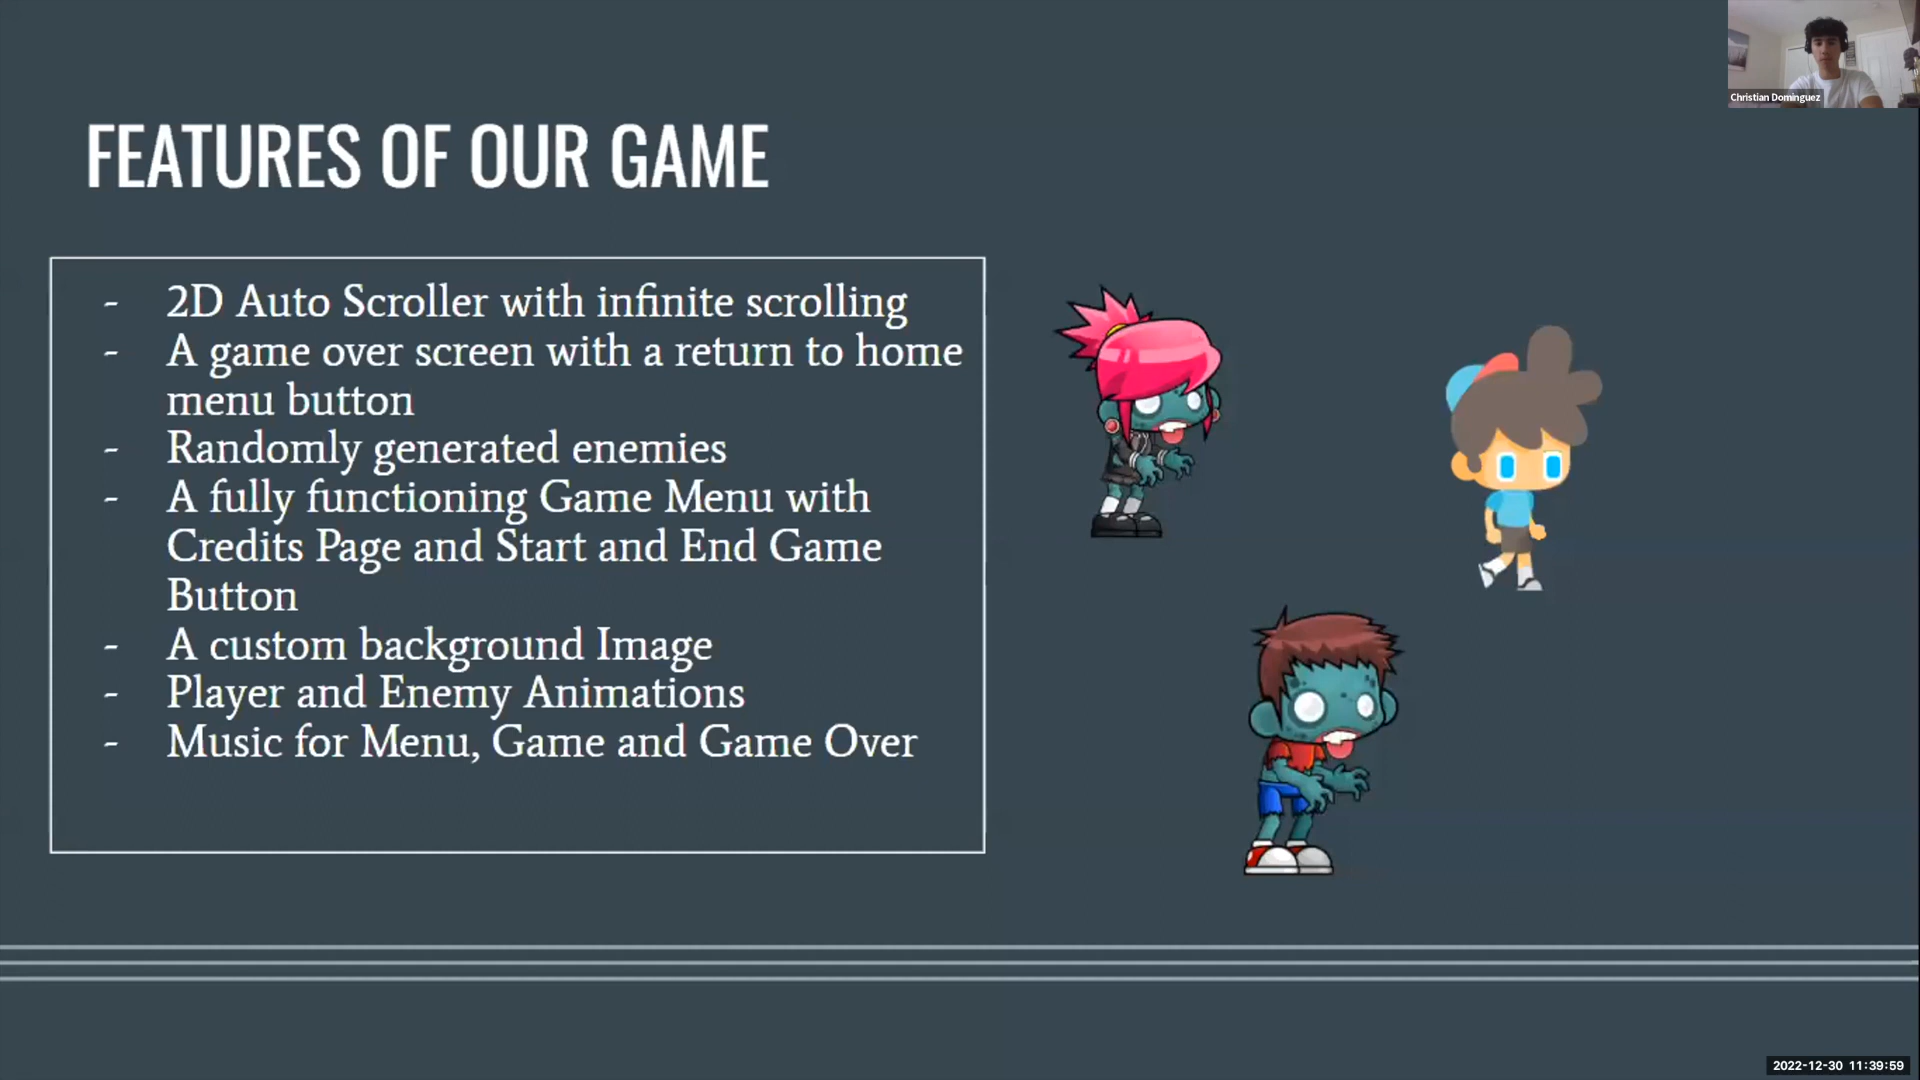 Christian Dominguez
FEATURES OF OUR GAME
- 2D Auto Scroller with infinite scrolling
- A game over screen with a return to home
menu button
- Randomly generated enemies
- A fully functioning Game Menu with
Credits Page and Start and End Game
Button
- A custom background Image
- Player and Enemy Animations
- Music for Menu, Game and Game Over
2022-12-30 11:39:59